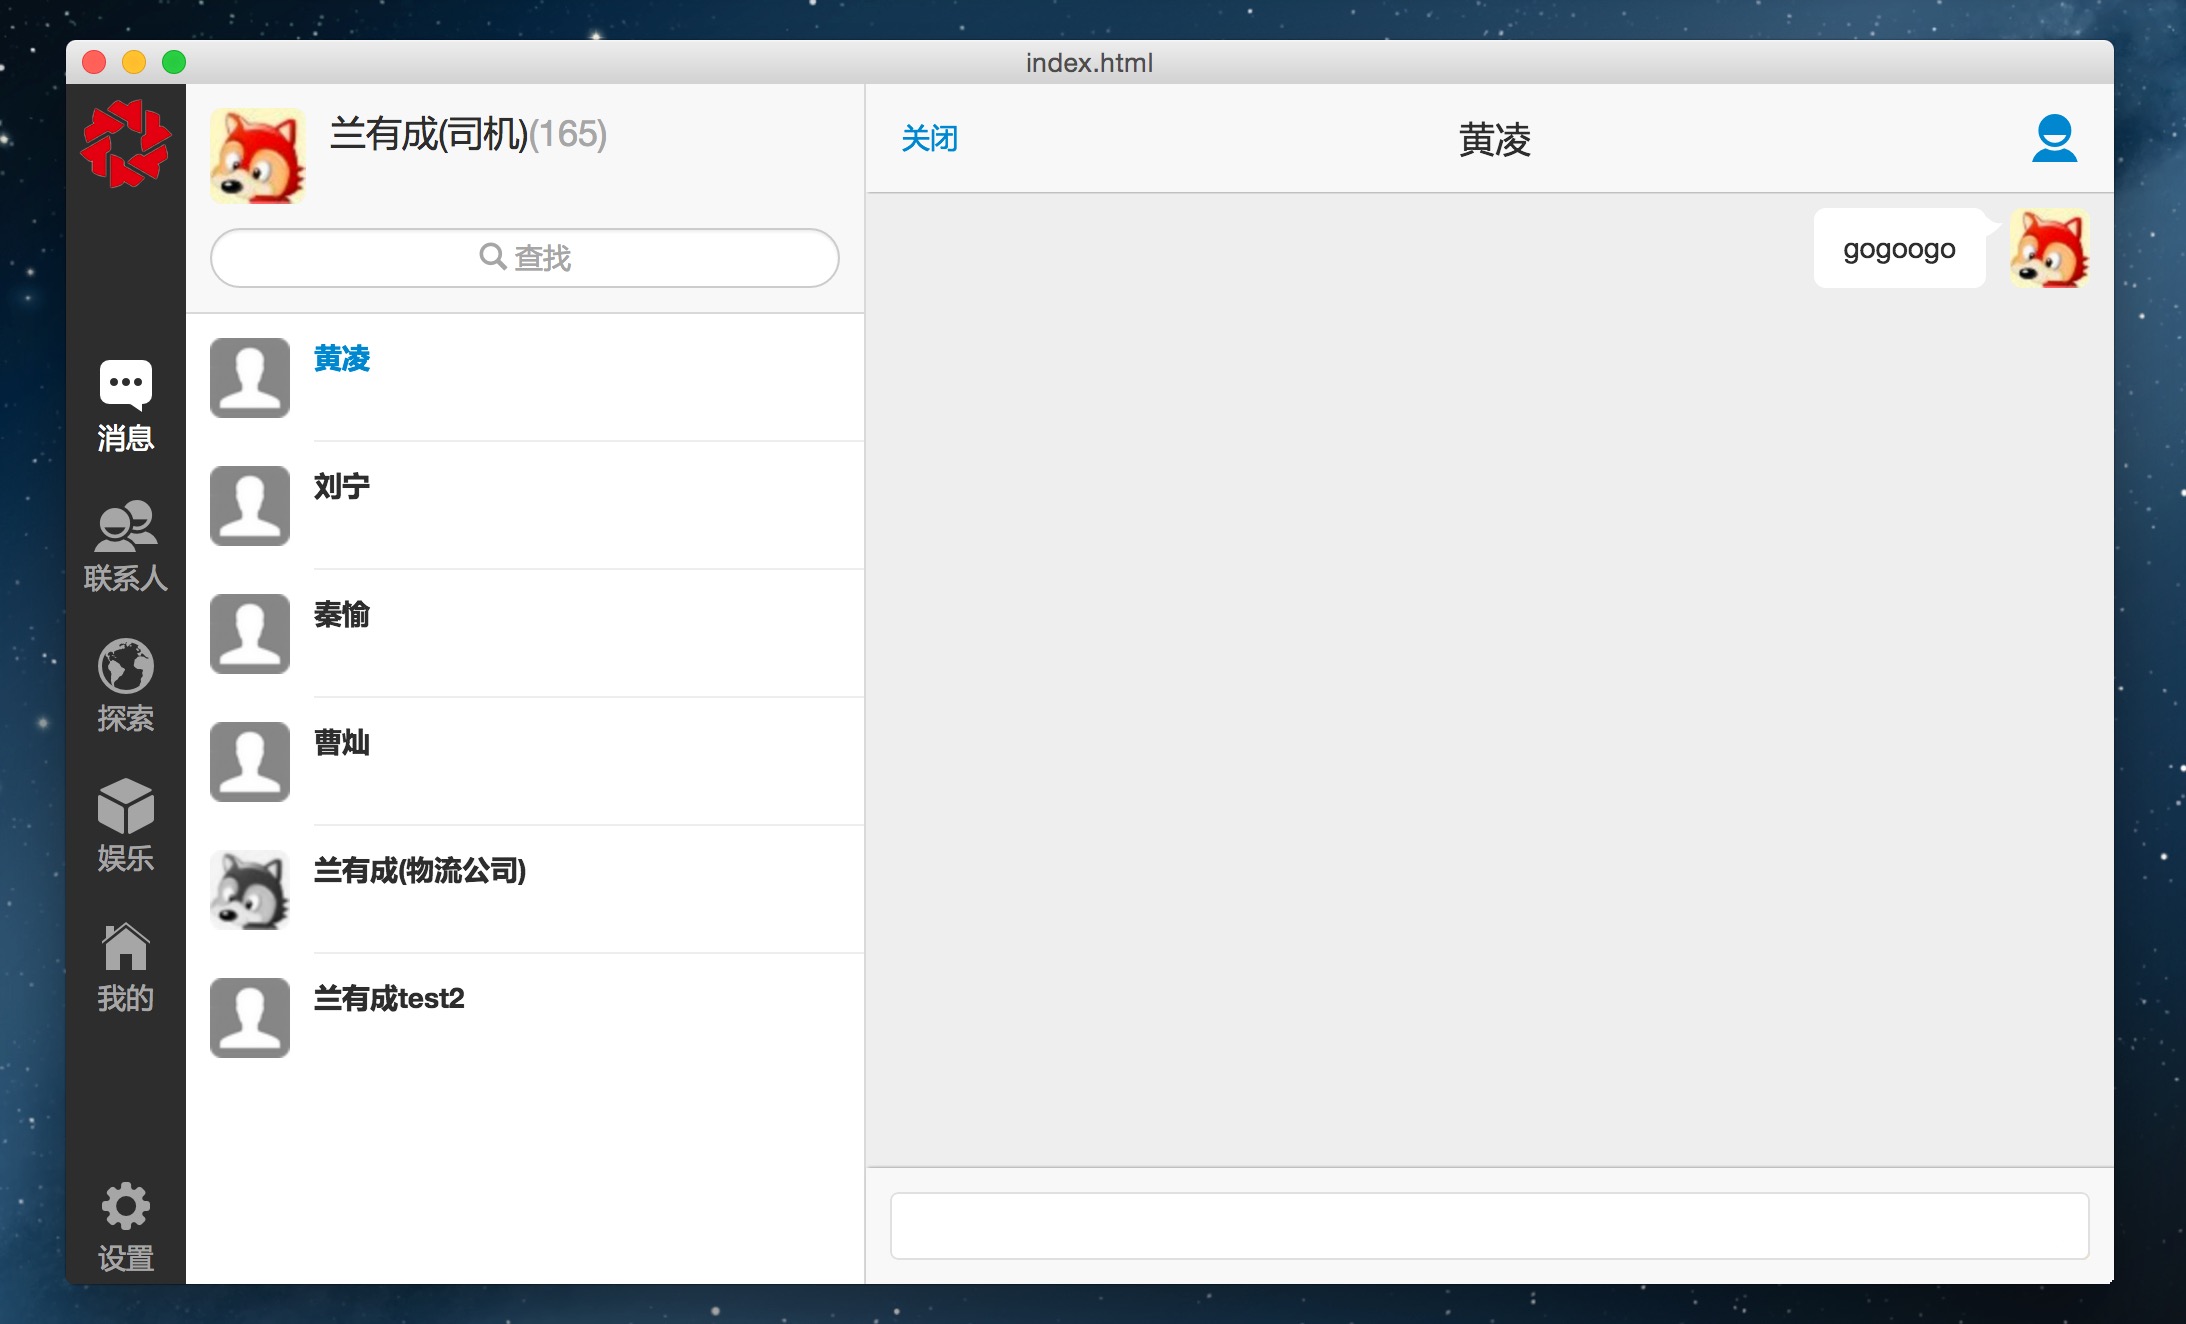 index.html
兰有成(司机)(165)
查找
消息
联系人
探索
娱乐
我的
设置
黄凌
刘宁
秦愉
曹灿
兰有成(物流公司)
兰有成test2
关闭
黄凌
gogoogo